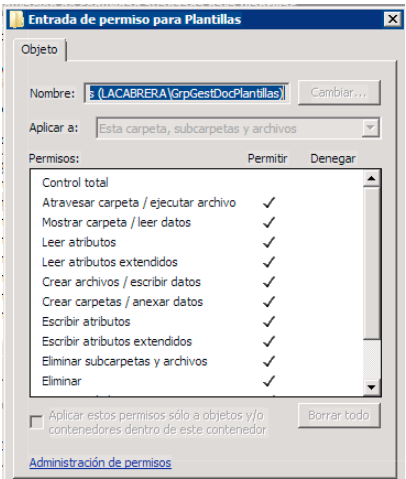 Entrada de permiso para Plantillas
Objeto
Nombre: s (LACABRERA\GrpGestDocPlantillas) Cambiar...
Aplicar a: Esta carpeta, subcarpetas y archivos
Permisos: Permitir Denegar
Control total
Atravesar carpeta / ejecutar archivo ✓
Mostrar carpeta / leer datos ✓
Leer atributos ✓
Leer atributos extendidos ✓
Crear archivos / escribir datos ✓
Crear carpetas / anexar datos ✓
Escribir atributos ✓
Escribir atributos extendidos ✓
Eliminar subcarpetas y archivos ✓
Eliminar ✓
Aplicar estos permisos sólo a objetos y/o
contenedores dentro de este contenedor
Borrar todo
Administración de permisos